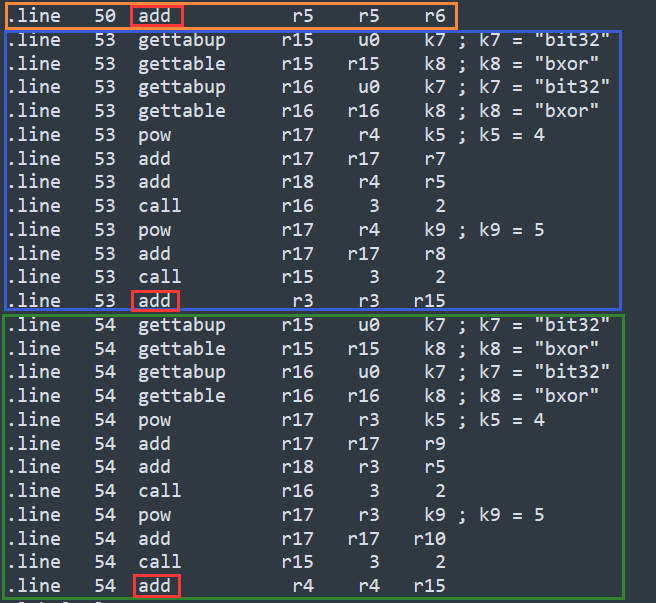 .line 50 add r5 r5 r6
.line 53 gettabup r15 u0 k7 ; k7 = "bit32"
.line 53 gettable r15 r15 k8 ; k8 = "bxor"
.line 53 gettabup r16 u0 k7 ; k7 = "bit32"
.line 53 gettable r16 r16 k8 ; k8 = "bxor"
.line 53 pow r17 r4 k5 ; k5 = 4
.line 53 add r17 r17 r7
.line 53 add r18 r4 r5
.line 53 call r16 3 2
.line 53 pow r17 r4 k9 ; k9 = 5
.line 53 add r17 r17 r8
.line 53 call r15 3 2
.line 53 add r3 r3 r15
.line 54 gettabup r15 u0 k7 ; k7 = "bit32"
.line 54 gettable r15 r15 k8 ; k8 = "bxor"
.line 54 gettabup r16 u0 k7 ; k7 = "bit32"
.line 54 gettable r16 r16 k8 ; k8 = "bxor"
.line 54 pow r17 r3 k5 ; k5 = 4
.line 54 add r17 r17 r9
.line 54 add r18 r3 r5
.line 54 call r16 3 2
.line 54 pow r17 r3 k9 ; k9 = 5
.line 54 add r17 r17 r10
.line 54 call r15 3 2
.line 54 add r4 r4 r15